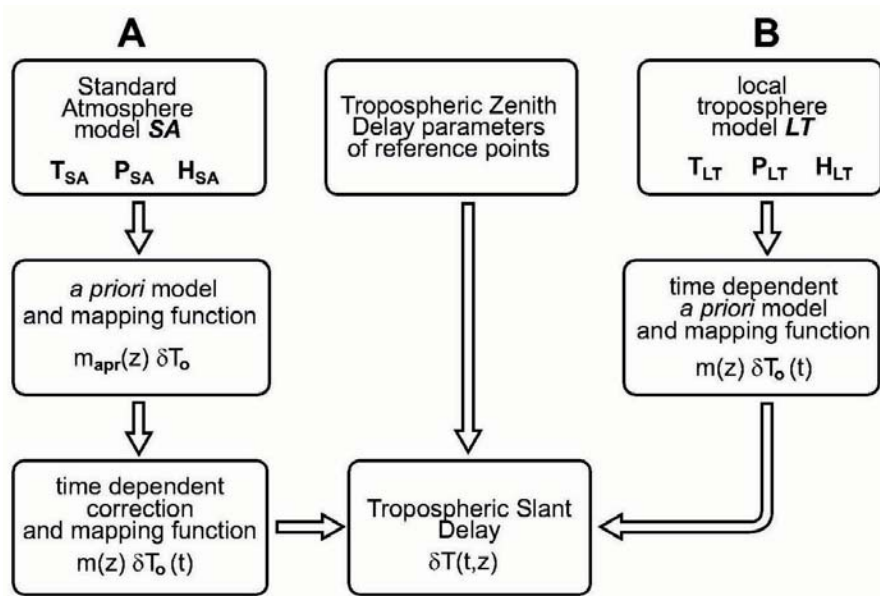 A
Standard
Atmosphere
model SA
T_SA P_SA H_SA
a priori model
and mapping function
m_apr(z) δT_o
time dependent
correction
and mapping function
m(z) δT_o (t)
Tropospheric Zenith
Delay parameters
of reference points
Tropospheric Slant
Delay
δT(t,z)
B
local
troposphere
model LT
T_LT P_LT H_LT
time dependent
a priori model
and mapping function
m(z) δT_o (t)